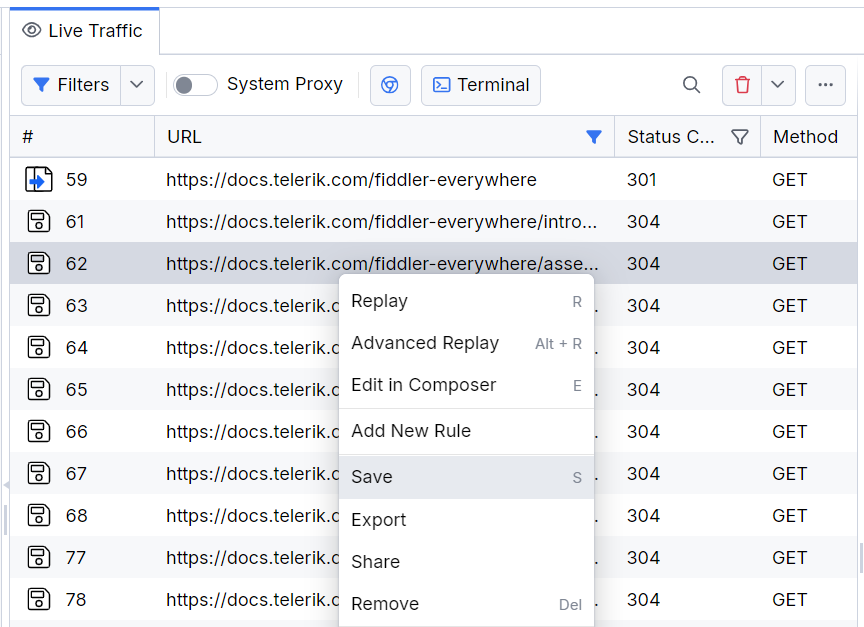 Live Traffic
Filters System Proxy Terminal
# URL Status C... Method
59 https://docs.telerik.com/fiddler-everywhere 301 GET
61 https://docs.telerik.com/fiddler-everywhere/intro... 304 GET
62 https://docs.telerik.com/fiddler-everywhere/asse... 304 GET
Replay R
63 https://docs.telerik.c . 304 GET
Advanced Replay Alt + R
64 https://docs.telerik.c . 304 GET
Edit in Composer E
65 https://docs.telerik.c . 304 GET
Add New Rule
66 https://docs.telerik.c . 304 GET
Save S
67 https://docs.telerik.c . 304 GET
Export
68 https://docs.telerik.c . 304 GET
Share
77 https://docs.telerik.c . 304 GET
Remove Del
78 https://docs.telerik.c . 304 GET